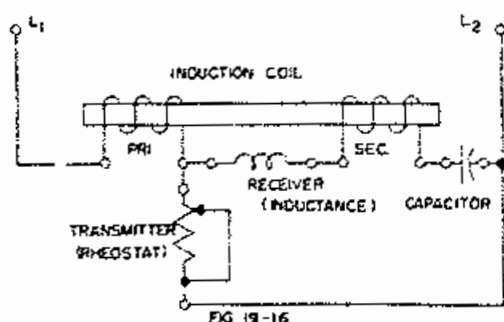 L1
L2
INDUCTION COIL
PRI
SEC
RECEIVER
(INDUCTANCE)
CAPACITOR
TRANSMITTER
(RHEOSTAT)
FIG 19-16